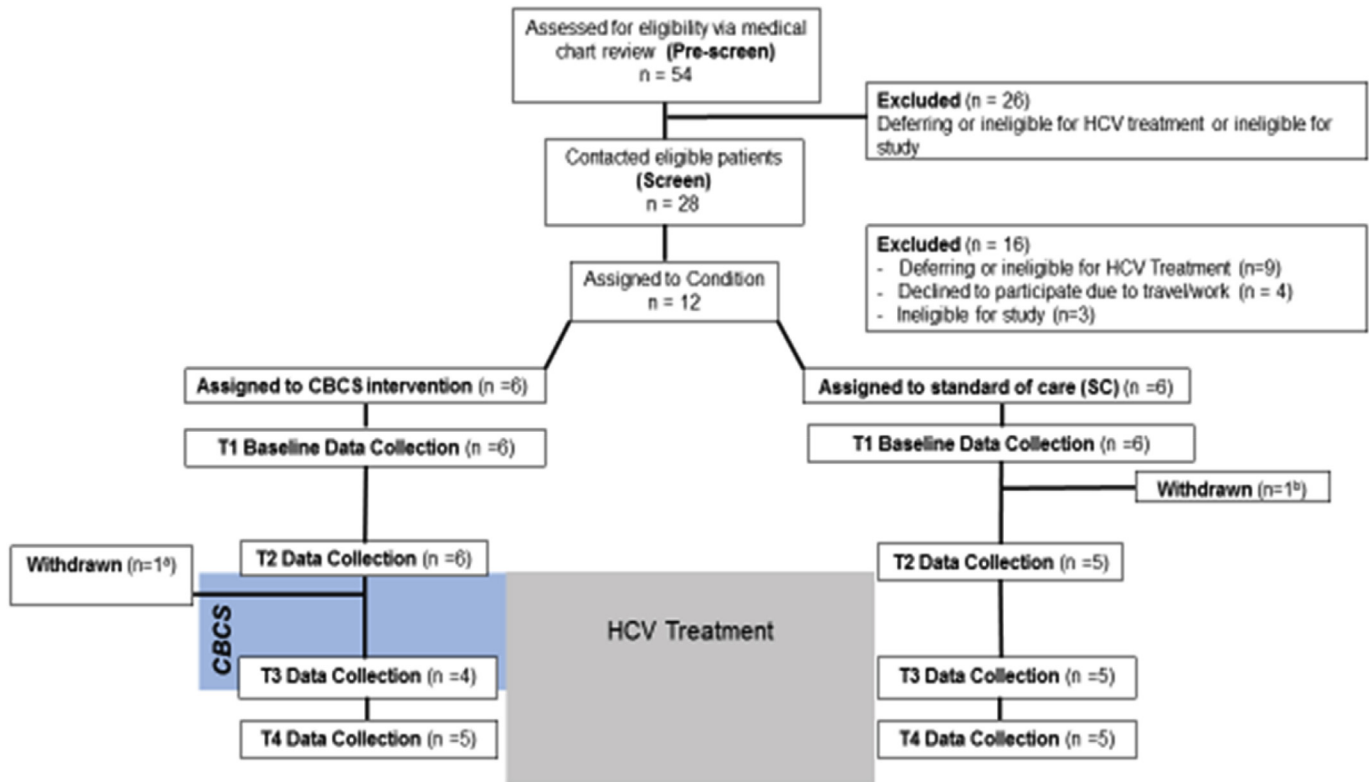 Assessed for eligibility via medical
chart review (Pre-screen)
n = 54
Excluded (n = 26)
Deferring or ineligible for HCV treatment or ineligible for
study
Contacted eligible patients
(Screen)
n = 28
Excluded (n = 16)
- Deferring or ineligible for HCV Treatment (n=9)
- Declined to participate due to travel/work (n = 4)
- Ineligible for study (n=3)
Assigned to Condition
n = 12
Assigned to CBCS intervention (n =6)
Assigned to standard of care (SC) (n =6)
T1 Baseline Data Collection (n =6)
T1 Baseline Data Collection (n =6)
Withdrawn (n=1ᵇ)
T2 Data Collection (n =6)
T2 Data Collection (n =5)
Withdrawn (n=1ᵃ)
CBCS
HCV Treatment
T3 Data Collection (n =4)
T3 Data Collection (n =5)
T4 Data Collection (n =5)
T4 Data Collection (n =5)